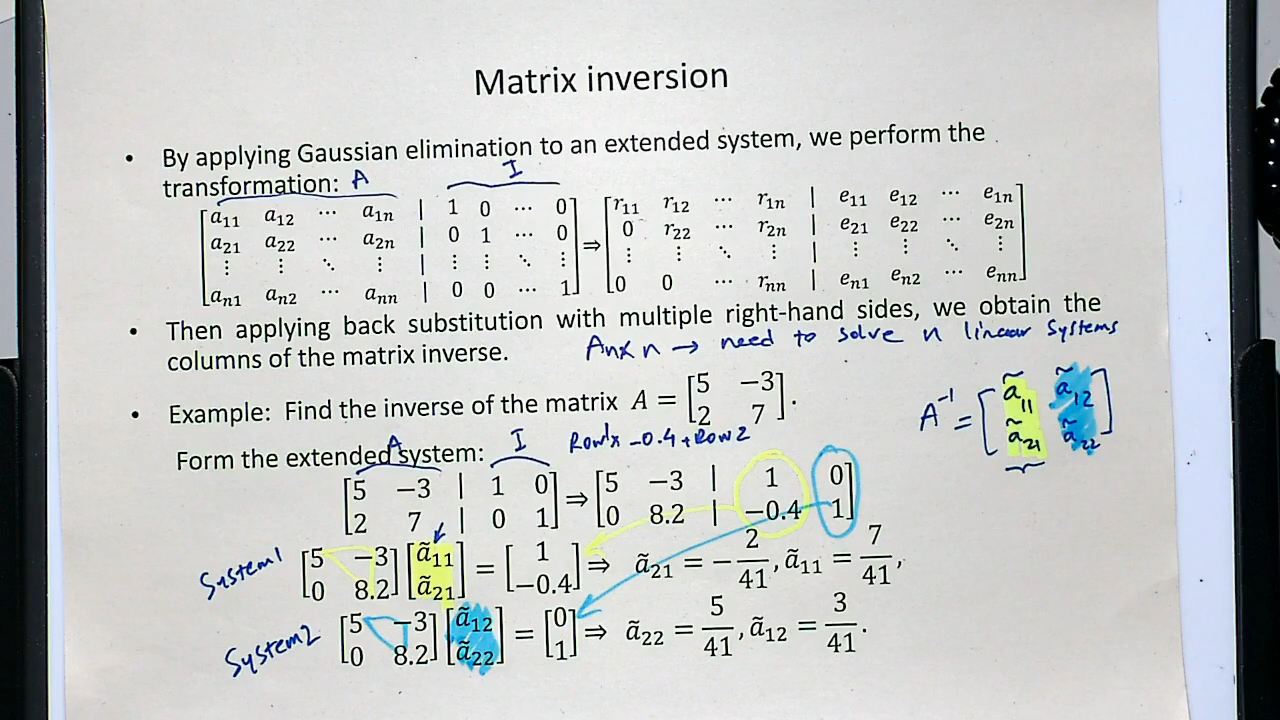 Matrix inversion
• By applying Gaussian elimination to an extended system, we perform the
transformation: A I
[a11 a12 ⋯ a1n | 1 0 ⋯ 0] [r11 r12 ⋯ r1n | e11 e12 ⋯ e1n]
[a21 a22 ⋯ a2n | 0 1 ⋯ 0] ⇒ [0 r22 ⋯ r2n | e21 e22 ⋯ e2n]
[⋮ ⋮ ⋱ ⋮ | ⋮ ⋮ ⋱ ⋮] [⋮ ⋮ ⋱ ⋮ | ⋮ ⋮ ⋱ ⋮]
[an1 an2 ⋯ ann | 0 0 ⋯ 1] [0 0 ⋯ rnn | en1 en2 ⋯ enn]
• Then applying back substitution with multiple right-hand sides, we obtain the
columns of the matrix inverse. Anxn → need to solve n linear systems
• Example: Find the inverse of the matrix A = [5 −3; 2 7].
A⁻¹ = [ã11 ã12; ã21 ã22]
Row1x -0.4+Row2
Form the extended system: A I
[5 −3 | 1 0] ⇒ [5 −3 | 1 0]
[2 7 | 0 1] [0 8.2 | −0.4 1]
System1 [5 −3; 0 8.2] [ã11; ã21] = [1; −0.4] ⇒ ã21 = −2/41, ã11 = 7/41,
System2 [5 −3; 0 8.2] [ã12; ã22] = [0; 1] ⇒ ã22 = 5/41, ã12 = 3/41.